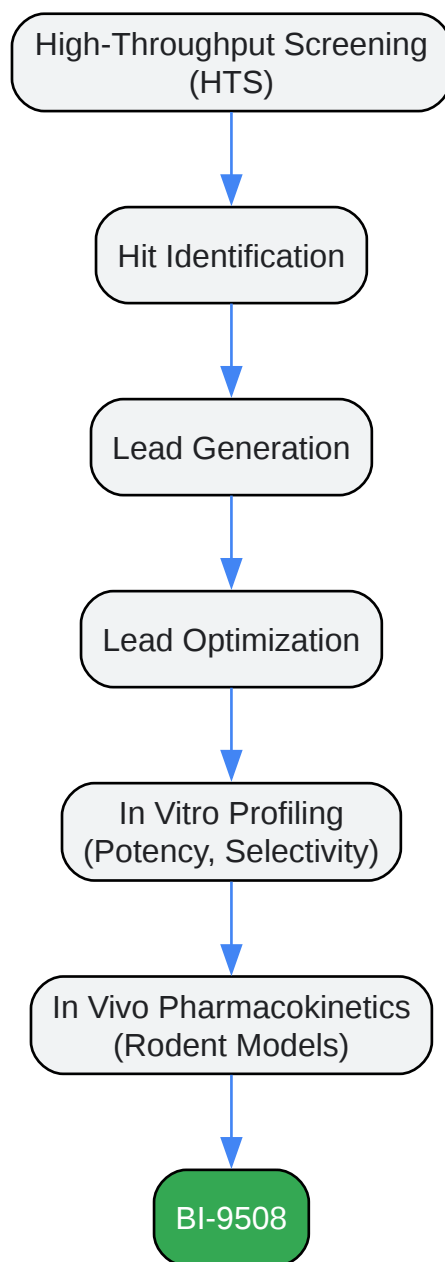 High-Throughput Screening
(HTS)
Hit Identification
Lead Generation
Lead Optimization
In Vitro Profiling
(Potency, Selectivity)
In Vivo Pharmacokinetics
(Rodent Models)
BI-9508